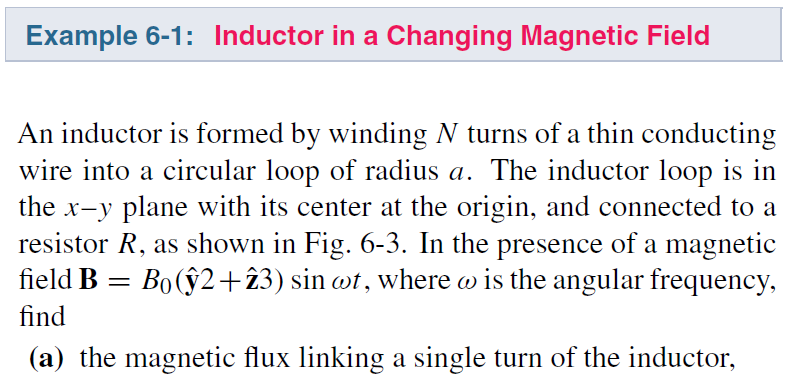 Example 6-1: Inductor in a Changing Magnetic Field
An inductor is formed by winding N turns of a thin conducting
wire into a circular loop of radius a. The inductor loop is in
the x–y plane with its center at the origin, and connected to a
resistor R, as shown in Fig. 6-3. In the presence of a magnetic
field B = B₀(ŷ2+ẑ3) sin ωt, where ω is the angular frequency,
find
(a) the magnetic flux linking a single turn of the inductor,